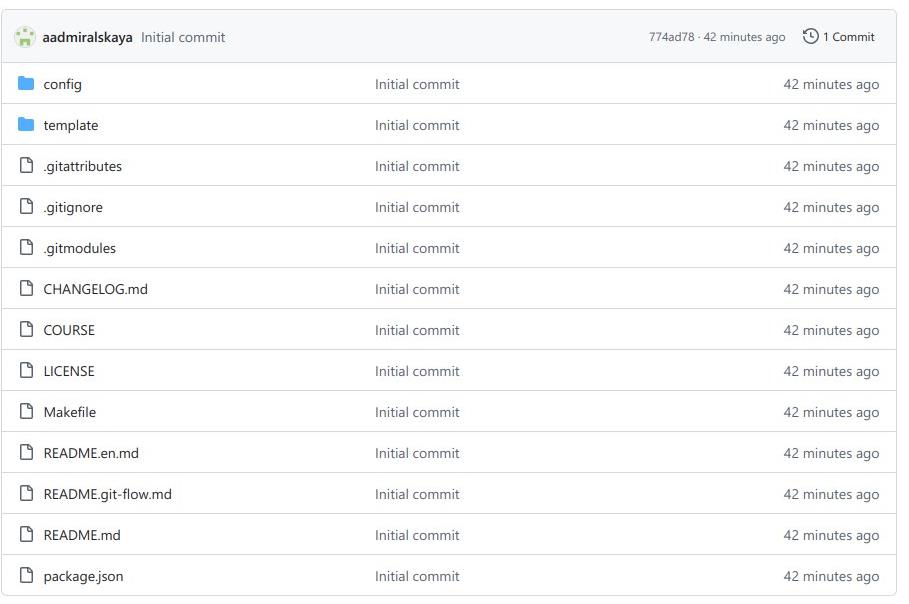 aadmiralskaya Initial commit 774ad78 · 42 minutes ago 1 Commit
config Initial commit 42 minutes ago
template Initial commit 42 minutes ago
.gitattributes Initial commit 42 minutes ago
.gitignore Initial commit 42 minutes ago
.gitmodules Initial commit 42 minutes ago
CHANGELOG.md Initial commit 42 minutes ago
COURSE Initial commit 42 minutes ago
LICENSE Initial commit 42 minutes ago
Makefile Initial commit 42 minutes ago
README.en.md Initial commit 42 minutes ago
README.git-flow.md Initial commit 42 minutes ago
README.md Initial commit 42 minutes ago
package.json Initial commit 42 minutes ago